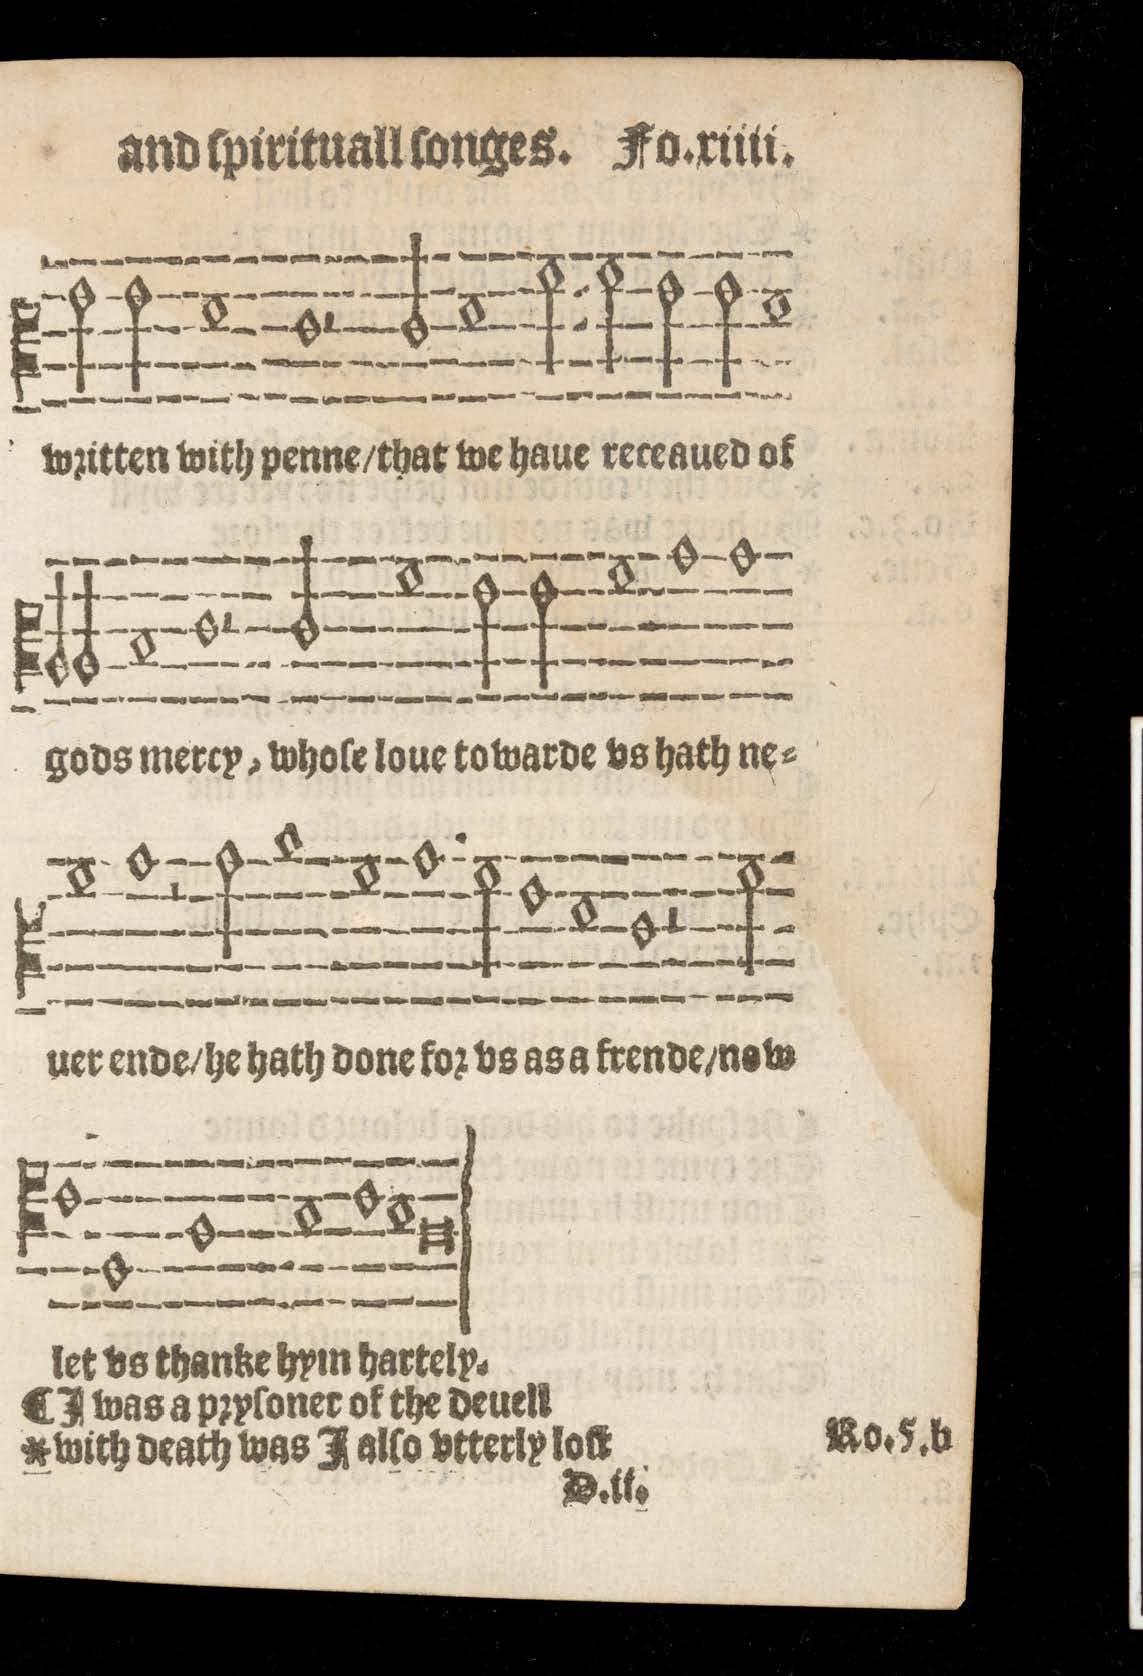 and ſpirituall ſonges. Fo.xiiii.
written with penne/that we haue receaued of
gods mercy, whoſe loue towarde vs hath ne=
uer ende/he hath done for vs as a frende/now
let vs thanke hym hartely.
¶ I was a pryſoner of the deuell
*with death was I alſo vtterly loſt
Ro.5.b
D.ii.